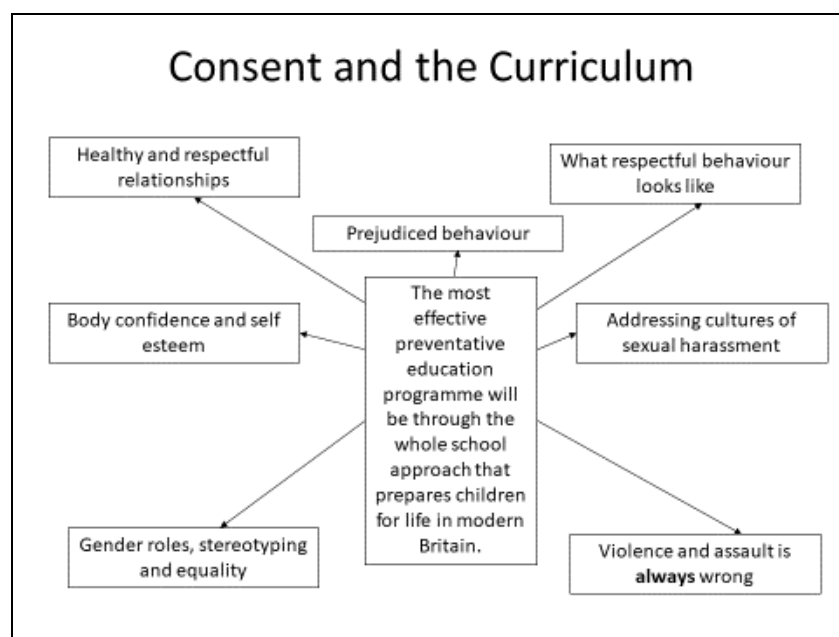 Consent and the Curriculum
Healthy and respectful
relationships
What respectful behaviour
looks like
Prejudiced behaviour
The most
effective
preventative
education
programme will
be through the
whole school
approach that
prepares children
for life in modern
Britain.
Body confidence and self
esteem
Addressing cultures of
sexual harassment
Gender roles, stereotyping
and equality
Violence and assault is
always wrong